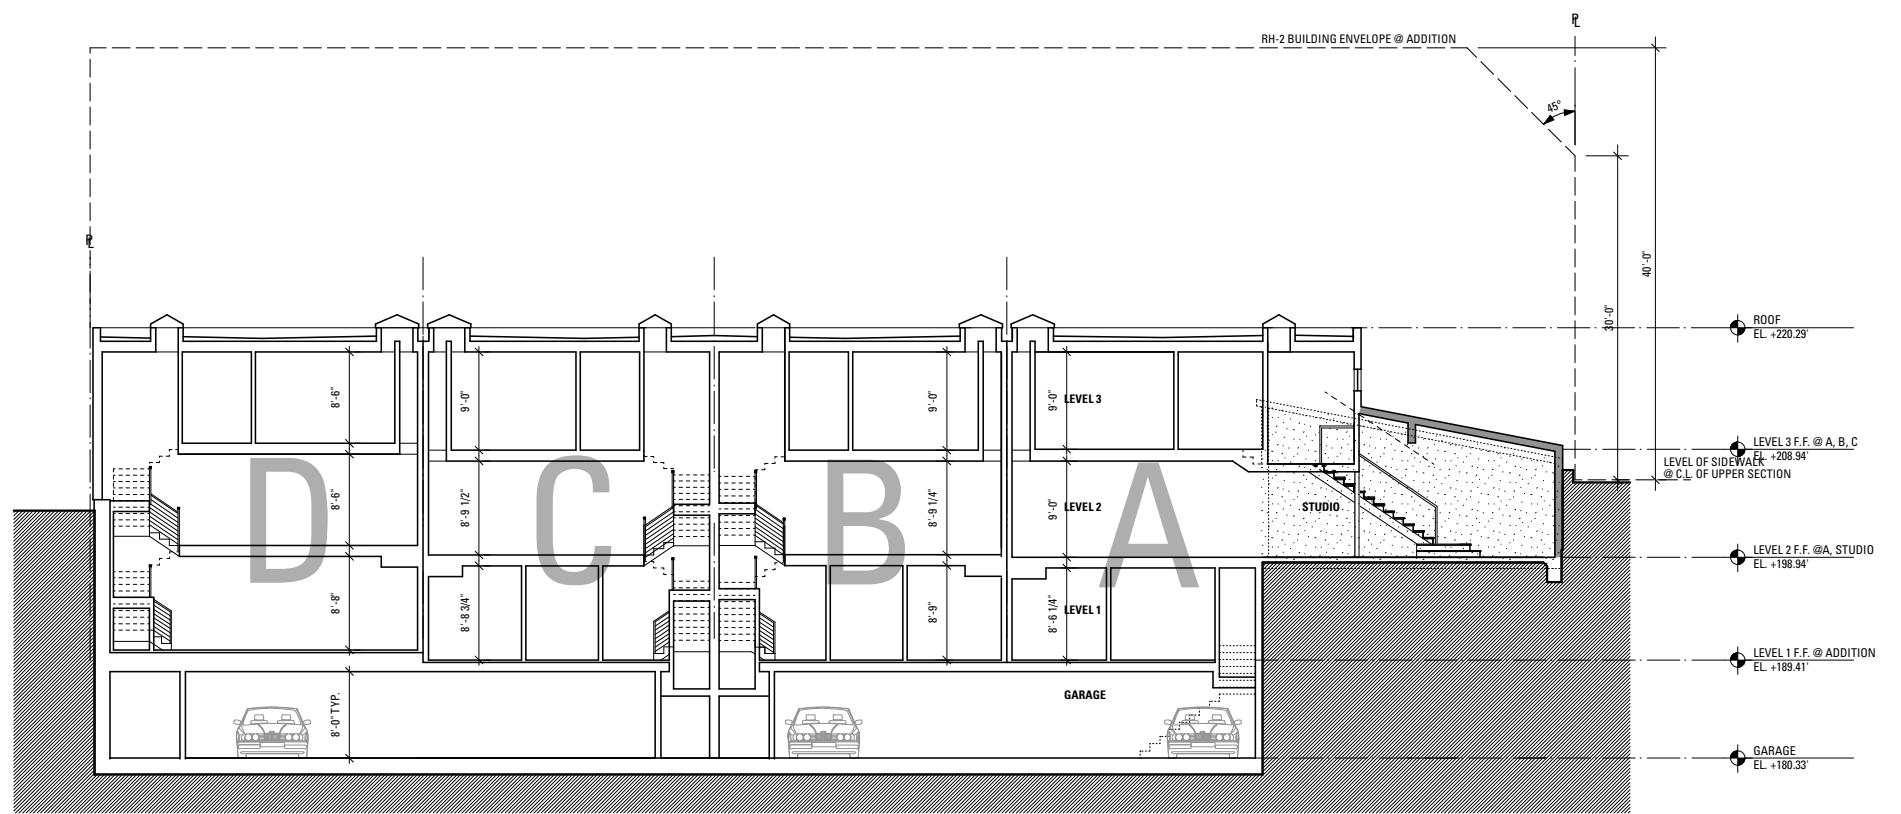 PL
RH-2 BUILDING ENVELOPE @ ADDITION
45°
40'-0"
30'-0"
PL
ROOF
EL. +220.29'
8'-6"
9'-0"
9'-0"
9'-0"
LEVEL 3
LEVEL 3 F.F. @ A, B, C
EL. +208.94'
LEVEL OF SIDEWALK
@ C.L. OF UPPER SECTION
D
C
B
A
8'-6"
8'-9 1/2"
8'-9 1/4"
9'-0"
LEVEL 2
STUDIO
LEVEL 2 F.F. @A, STUDIO
EL. +198.94'
8'-8"
8'-8 3/4"
8'-9"
8'-6 1/4"
LEVEL 1
LEVEL 1 F.F. @ ADDITION
EL. +189.41'
8'-0" TYP.
GARAGE
GARAGE
EL. +180.33'